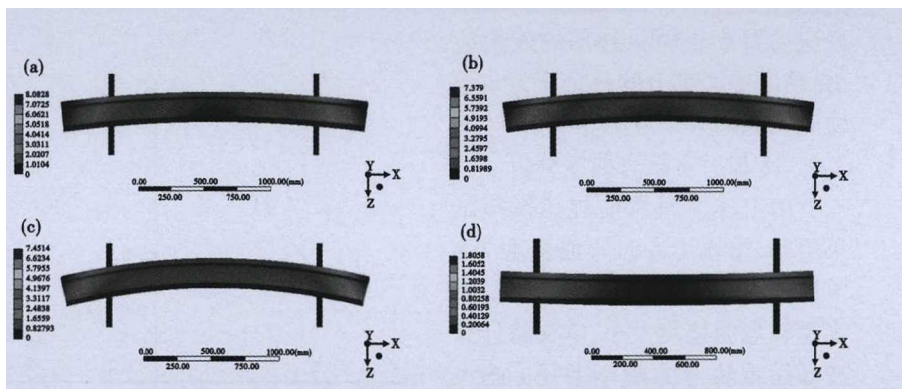 (a)
8.0828
7.0725
6.0621
5.0518
4.0414
3.0311
2.0207
1.0104
0
0.00 500.00 1000.00(mm)
250.00 750.00
Y
X
Z
(b)
7.379
6.5591
5.7392
4.9193
4.0994
3.2795
2.4597
1.6398
0.81989
0
0.00 500.00 1000.00(mm)
250.00 750.00
Y
X
Z
(c)
7.4514
6.6234
5.7955
4.9676
4.1397
3.3117
2.4838
1.6559
0.82793
0
0.00 500.00 1000.00(mm)
250.00 750.00
Y
X
Z
(d)
1.8058
1.6052
1.4045
1.2039
1.0032
0.80258
0.60193
0.40129
0.20064
0
0.00 400.00 800.00(mm)
200.00 600.00
Y
X
Z